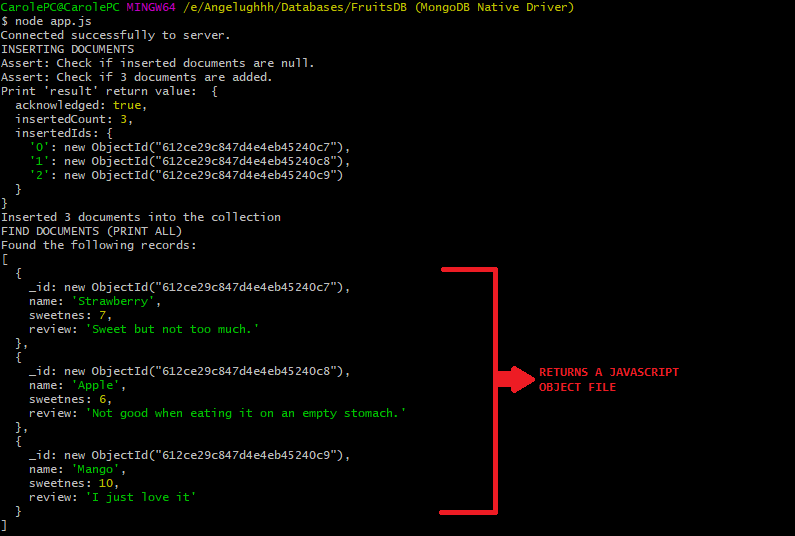 CarolePC@CarolePC MINGW64 /e/Angelughhh/Databases/FruitsDB (MongoDB Native Driver)
$ node app.js
Connected successfully to server.
INSERTING DOCUMENTS
Assert: Check if inserted documents are null.
Assert: Check if 3 documents are added.
Print 'result' return value:  {
  acknowledged: true,
  insertedCount: 3,
  insertedIds: {
    '0': new ObjectId("612ce29c847d4e4eb45240c7"),
    '1': new ObjectId("612ce29c847d4e4eb45240c8"),
    '2': new ObjectId("612ce29c847d4e4eb45240c9")
  }
}
Inserted 3 documents into the collection
FIND DOCUMENTS (PRINT ALL)
Found the following records:
[
  {
    _id: new ObjectId("612ce29c847d4e4eb45240c7"),
    name: 'Strawberry',
    sweetnes: 7,
    review: 'Sweet but not too much.'
  },
  {
    _id: new ObjectId("612ce29c847d4e4eb45240c8"),
    name: 'Apple',
    sweetnes: 6,
    review: 'Not good when eating it on an empty stomach.'
  },
  {
    _id: new ObjectId("612ce29c847d4e4eb45240c9"),
    name: 'Mango',
    sweetnes: 10,
    review: 'I just love it'
  }
]
RETURNS A JAVASCRIPT
OBJECT FILE